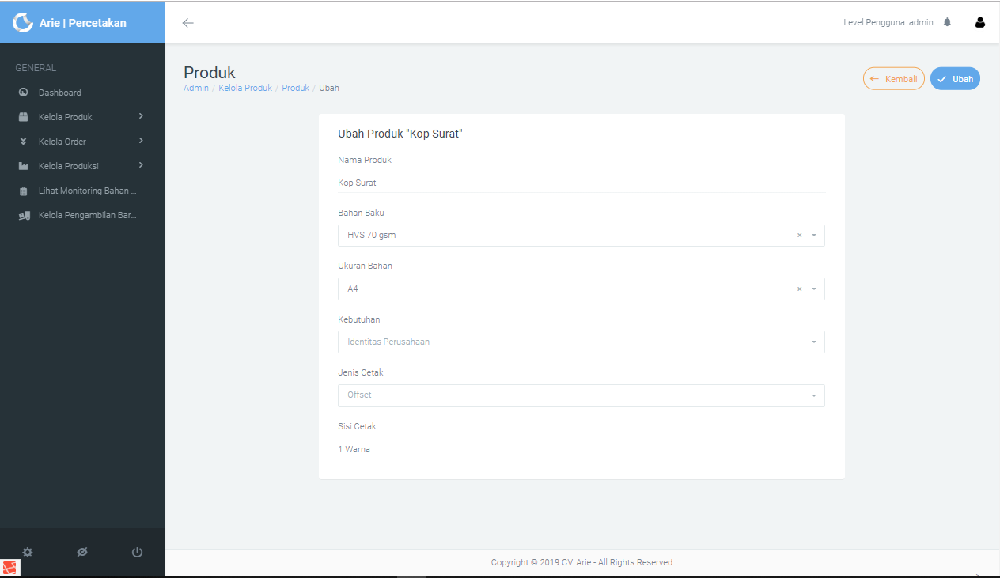 Arie | Percetakan
Level Pengguna: admin
GENERAL
Dashboard
Kelola Produk
Kelola Order
Kelola Produksi
Lihat Monitoring Bahan ...
Kelola Pengambilan Bar...
Produk
Admin / Kelola Produk / Produk / Ubah
Kembali
Ubah
Ubah Produk "Kop Surat"
Nama Produk
Kop Surat
Bahan Baku
HVS 70 gsm
Ukuran Bahan
A4
Kebutuhan
Identitas Perusahaan
Jenis Cetak
Offset
Sisi Cetak
1 Warna
Copyright © 2019 CV. Arie - All Rights Reserved